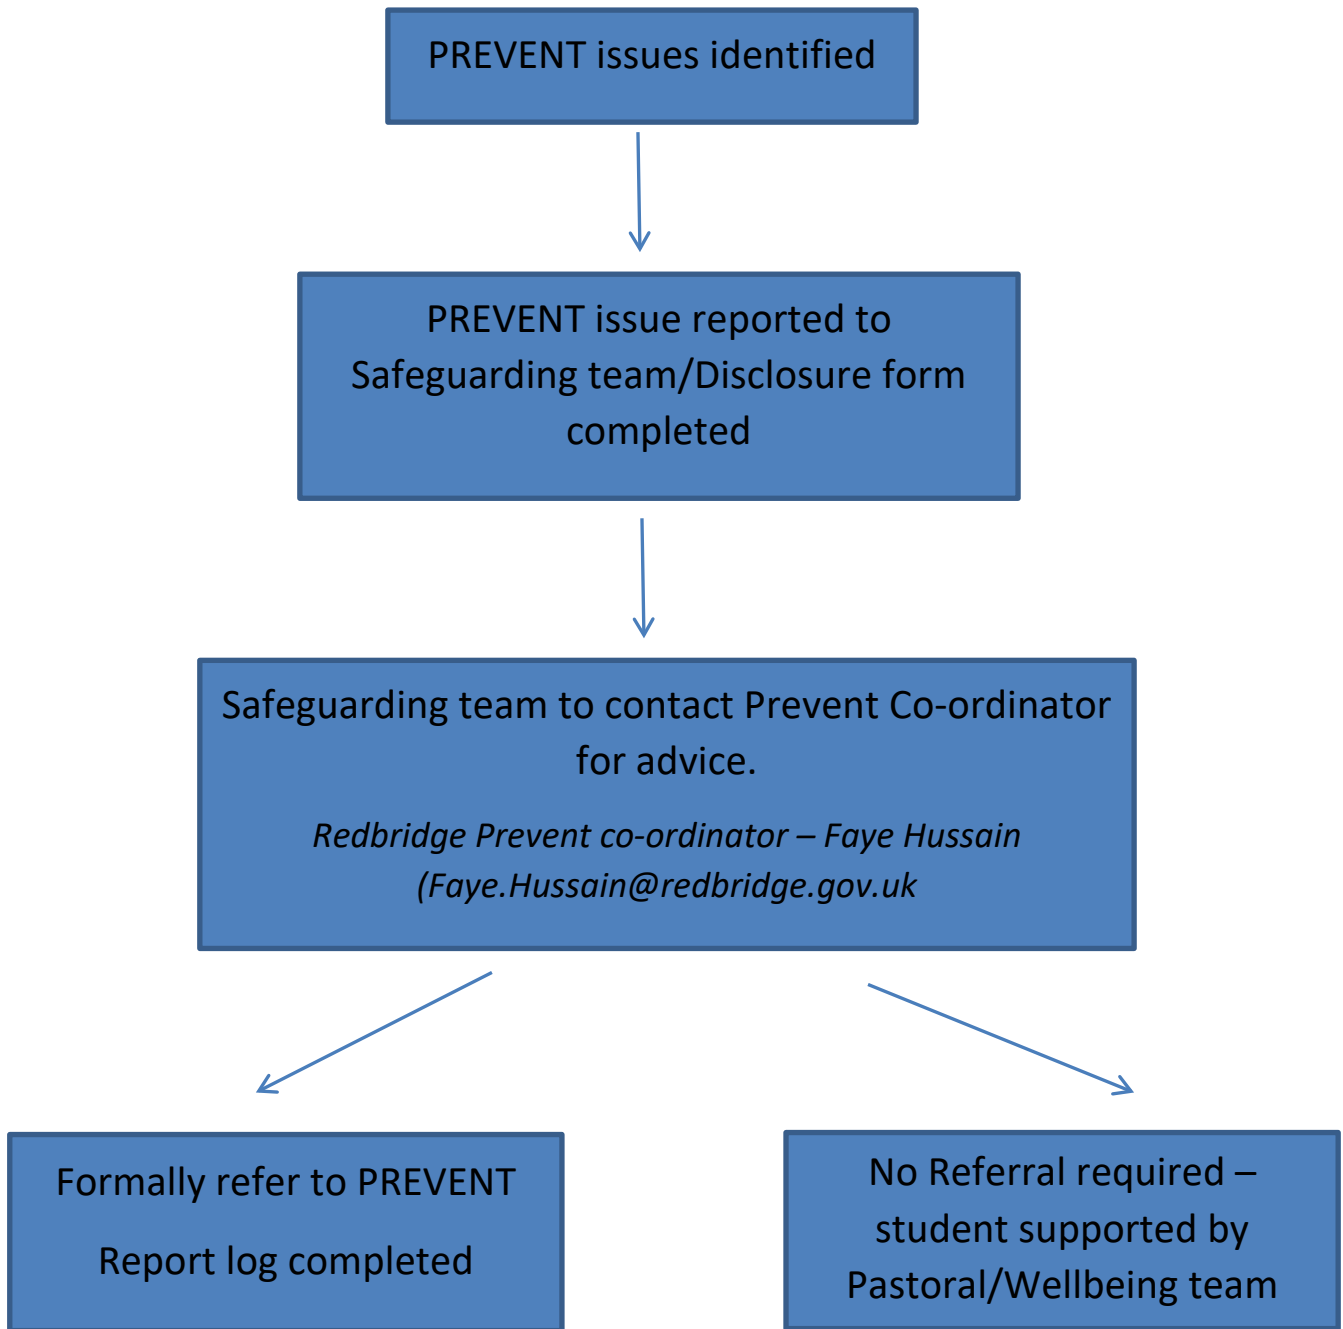 PREVENT issues identified
PREVENT issue reported to
Safeguarding team/Disclosure form
completed
Safeguarding team to contact Prevent Co-ordinator
for advice.
Redbridge Prevent co-ordinator – Faye Hussain
(Faye.Hussain@redbridge.gov.uk
Formally refer to PREVENT
Report log completed
No Referral required –
student supported by
Pastoral/Wellbeing team